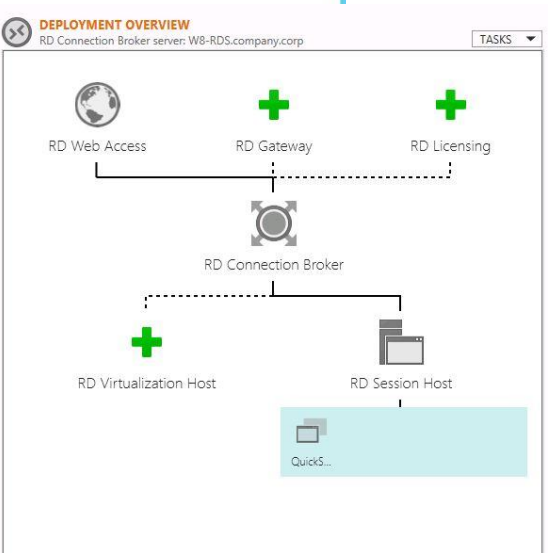 DEPLOYMENT OVERVIEW
RD Connection Broker server: W8-RDS.company.corp
TASKS
RD Web Access
RD Gateway
RD Licensing
RD Connection Broker
RD Virtualization Host
RD Session Host
QuickS...